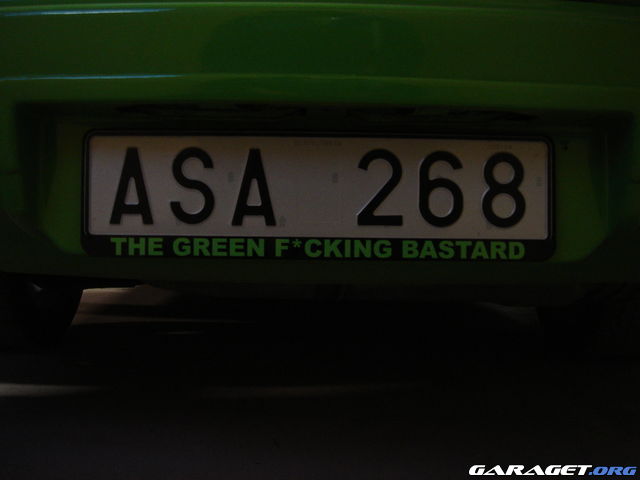 ASA 268
THE GREEN F*CKING BASTARD
GARAGET.ORG